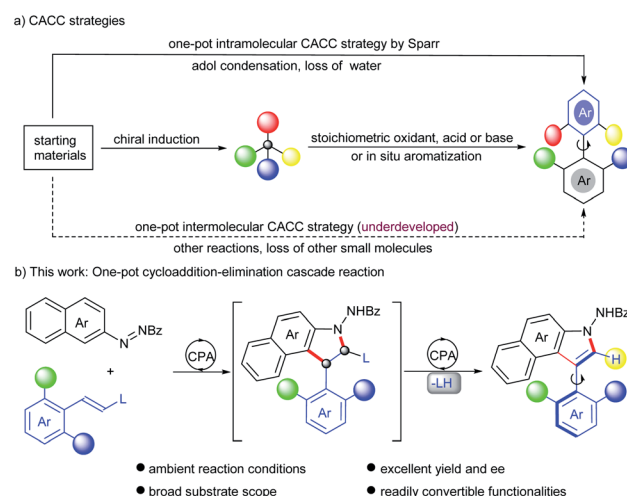 a) CACC strategies
one-pot intramolecular CACC strategy by Sparr
adol condensation, loss of water
starting
materials
chiral induction
stoichiometric oxidant, acid or base
or in situ aromatization
Ar
Ar
one-pot intermolecular CACC strategy (underdeveloped)
other reactions, loss of other small molecules
b) This work: One-pot cycloaddition-elimination cascade reaction
Ar
N
NBz
+
L
Ar
CPA
Ar
NHBz
N
L
Ar
CPA
-LH
Ar
NHBz
N
H
Ar
● ambient reaction conditions
● excellent yield and ee
● broad substrate scope
● readily convertible functionalities